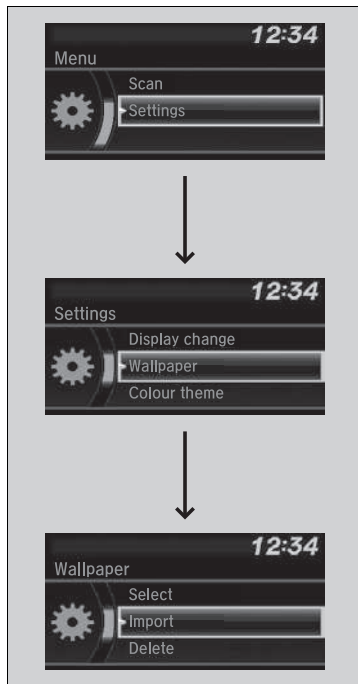 12:34
Menu
Scan
Settings
12:34
Settings
Display change
Wallpaper
Colour theme
12:34
Wallpaper
Select
Import
Delete